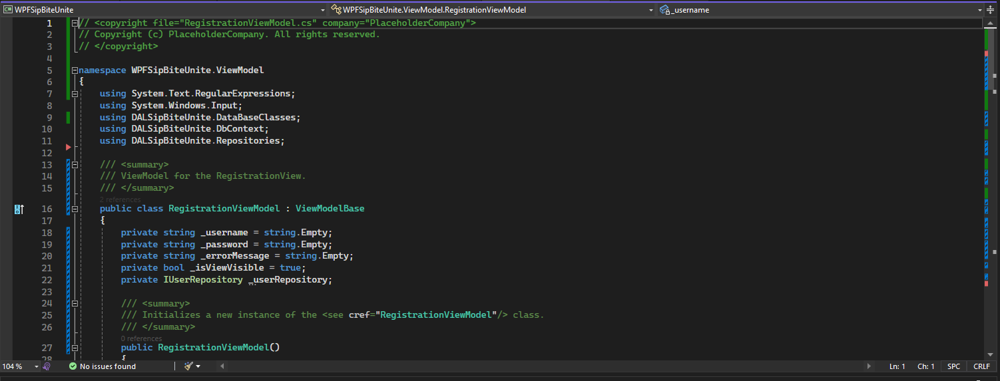 WPFSipBiteUnite WPFSipBiteUnite.ViewModel.RegistrationViewModel _username
1 // <copyright file="RegistrationViewModel.cs" company="PlaceholderCompany">
2 // Copyright (c) PlaceholderCompany. All rights reserved.
3 // </copyright>
4
5 namespace WPFSipBiteUnite.ViewModel
6 {
7 using System.Text.RegularExpressions;
8 using System.Windows.Input;
9 using DALSipBiteUnite.DataBaseClasses;
10 using DALSipBiteUnite.DbContext;
11 using DALSipBiteUnite.Repositories;
12
13 /// <summary>
14 /// ViewModel for the RegistrationView.
15 /// </summary>
2 references
16 public class RegistrationViewModel : ViewModelBase
17 {
18 private string _username = string.Empty;
19 private string _password = string.Empty;
20 private string _errorMessage = string.Empty;
21 private bool _isViewVisible = true;
22 private IUserRepository _userRepository;
23
24 /// <summary>
25 /// Initializes a new instance of the <see cref="RegistrationViewModel"/> class.
26 /// </summary>
0 references
27 public RegistrationViewModel()
28 {
104 % No issues found Ln: 1 Ch: 1 SPC CRLF